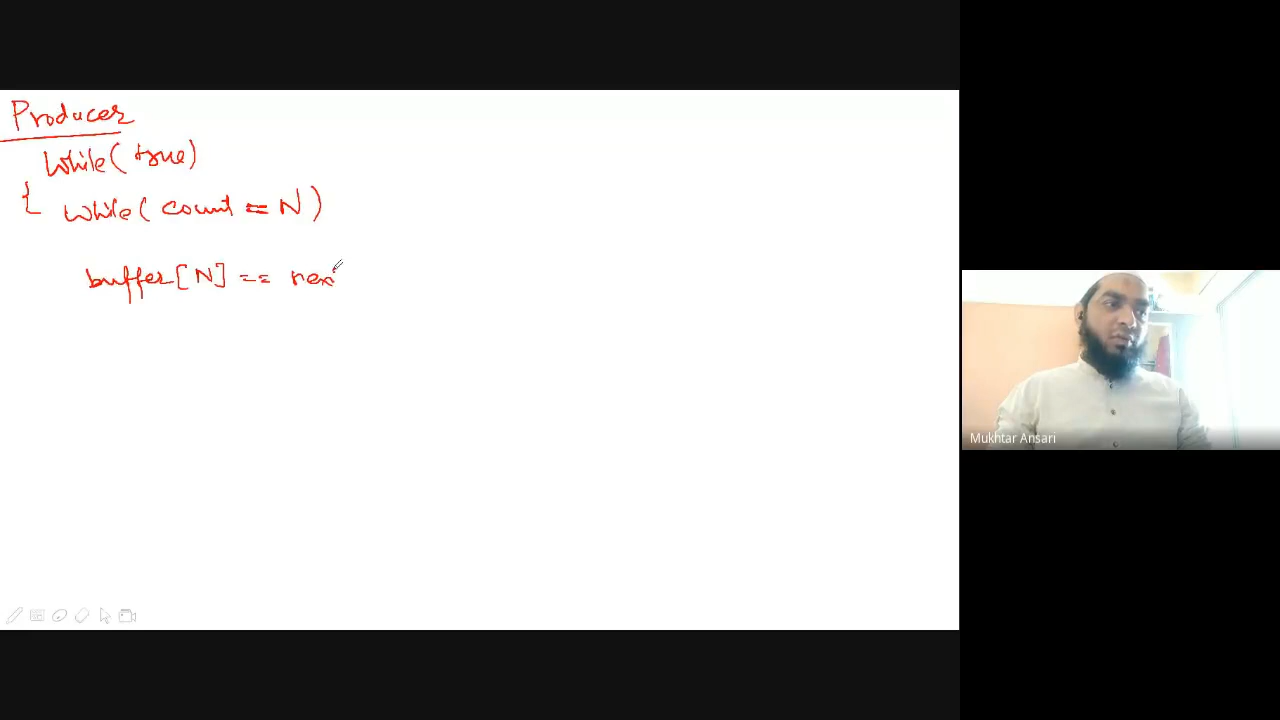 Producer
while(true)
{ while( count == N)
buffer[N] == nex
Mukhtar Ansari